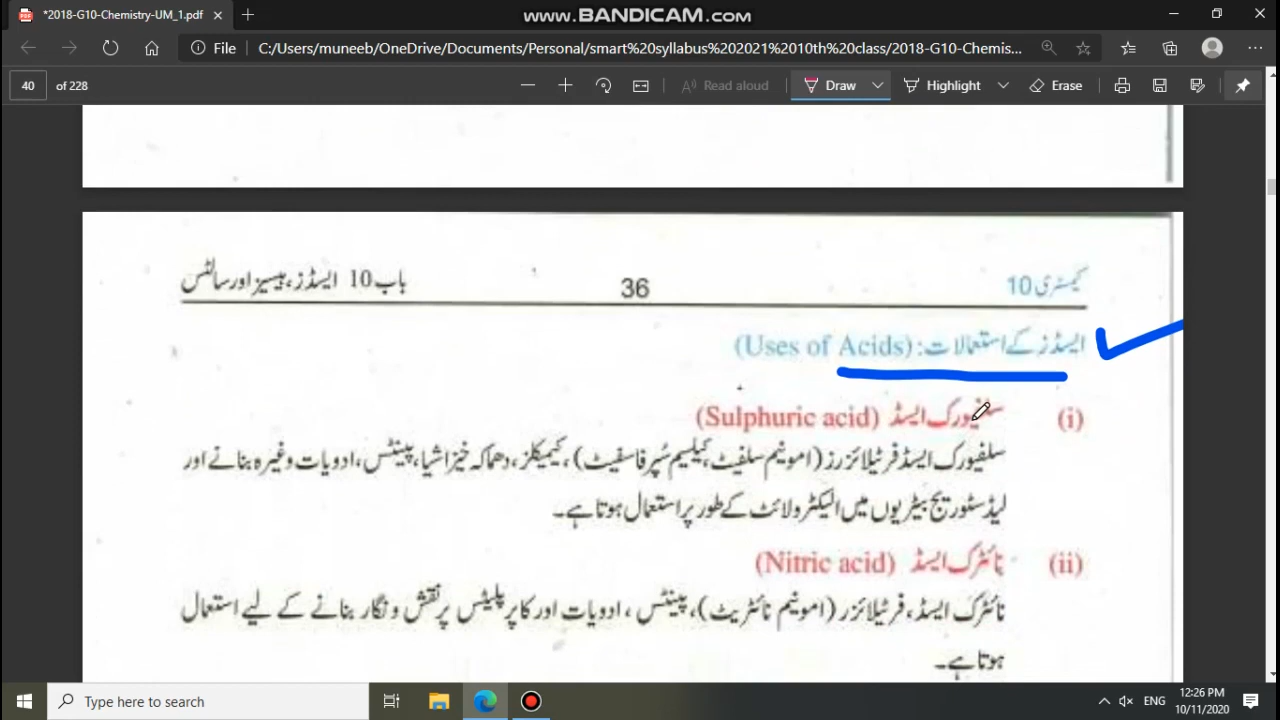 *2018-G10-Chemistry-UM_1.pdf
www.BANDICAM.com
File
C:/Users/muneeb/OneDrive/Documents/Personal/smart%20syllabus%202021%2010th%20class/2018-G10-Chemis...
40 of 228
Read aloud
Draw
Highlight
Erase
کیمسٹری 10
36
باب 10 ایسڈز، بیسز اور سالٹس
ایسڈز کے استعمالات: (Uses of Acids)
(i) سلفیورک ایسڈ (Sulphuric acid)
سلفیورک ایسڈ فرٹیلائزرز (امونیم سلفیٹ، کیلسیم سُپر فاسفیٹ)، کیمیکلز، دھماکہ خیز اشیا، پینٹس، ادویات وغیرہ بنانے اور
لیڈ سٹوریج بیٹریوں میں الیکٹرولائٹ کے طور پر استعمال ہوتا ہے۔
(ii) نائٹرک ایسڈ (Nitric acid)
نائٹرک ایسڈ، فرٹیلائزر (امونیم نائٹریٹ)، پینٹس، ادویات اور کاپر پلیٹس پر نقش و نگار بنانے کے لیے استعمال
ہوتا ہے۔
Type here to search
ENG
12:26 PM
10/11/2020